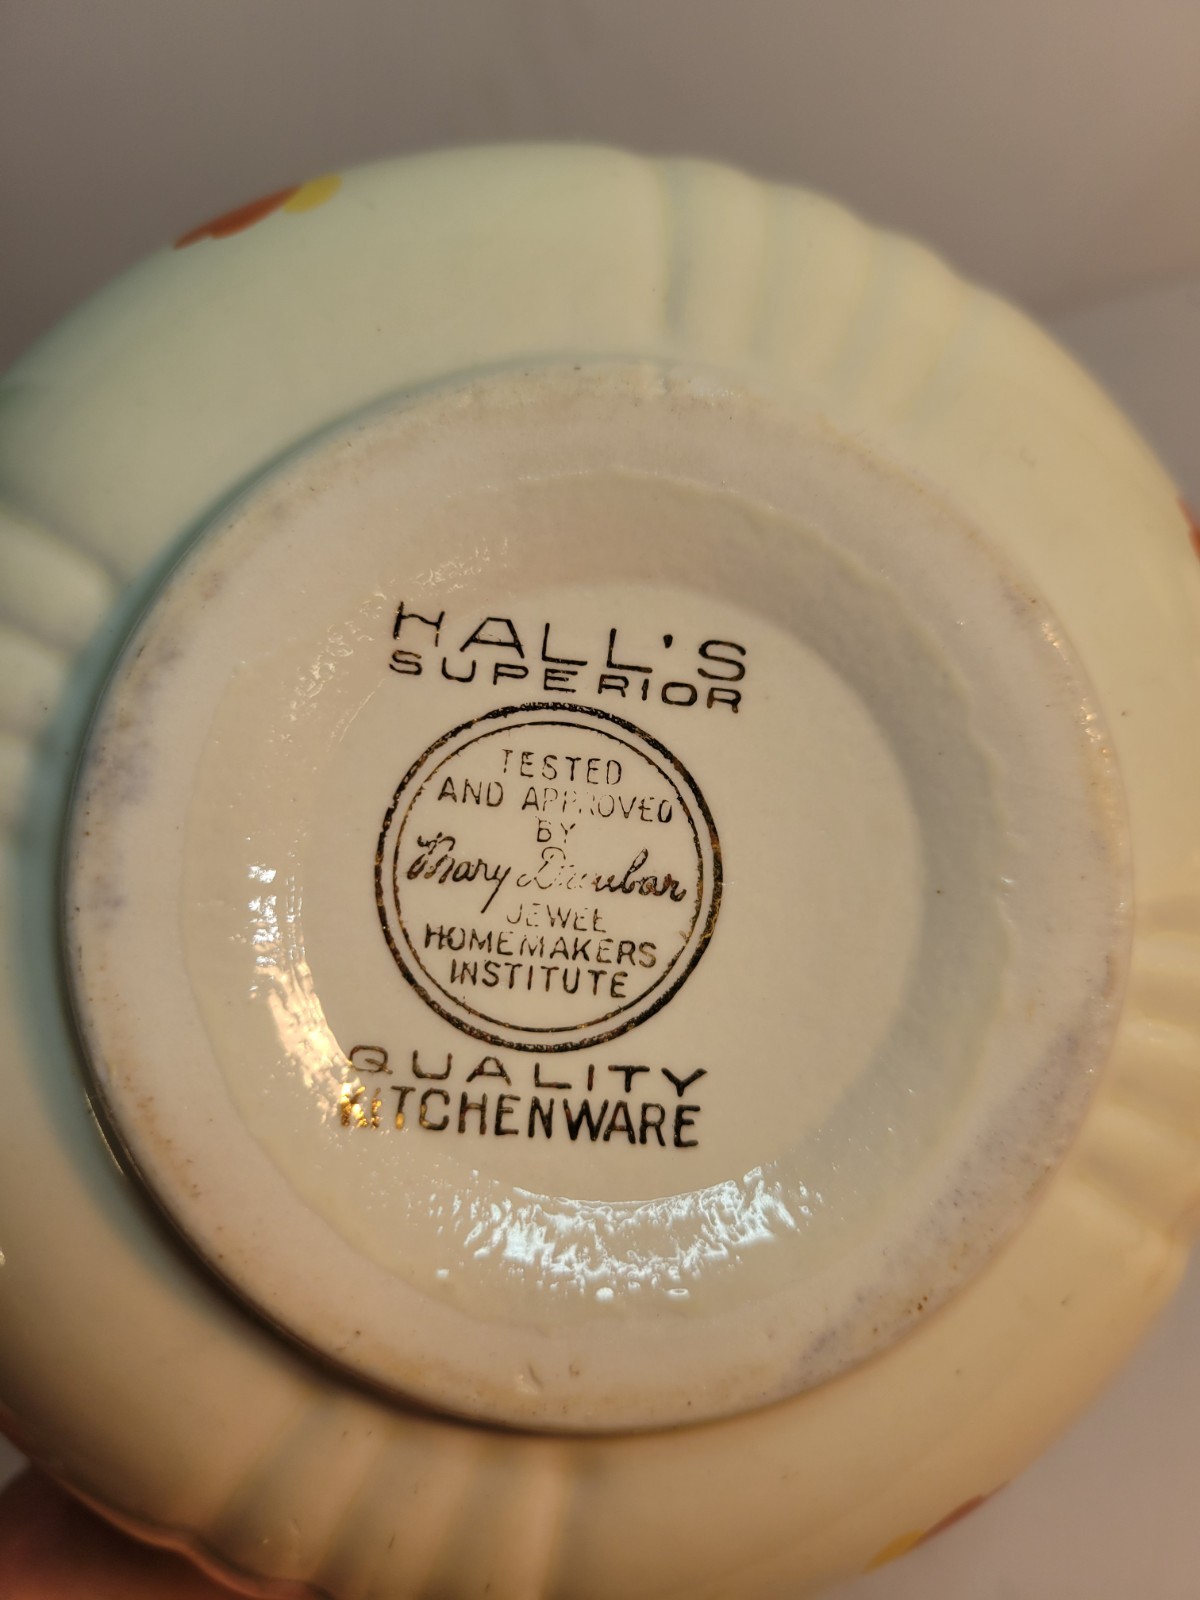 HALL'S
SUPERIOR
TESTED
AND APPROVED
BY
Mary Dunbar
JEWEL
HOMEMAKERS
INSTITUTE
QUALITY
KITCHENWARE